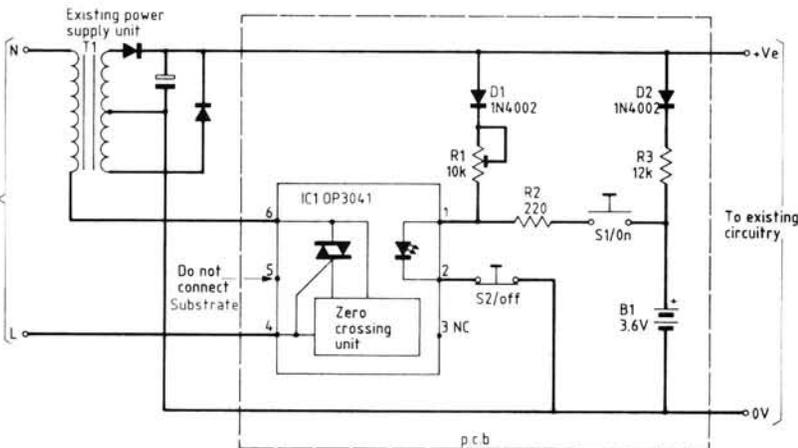 Existing power
supply unit
T1
N
+Ve
D1
1N4002
D2
1N4002
R1
10k
R3
12k
IC1 OP3041
R2
220
6
1
S1/On
To existing
circuitry
Do not
connect
Substrate
5
2
S2/off
B1
3.6V
+
Zero
crossing
unit
L
4
3 NC
0V
p.c.b